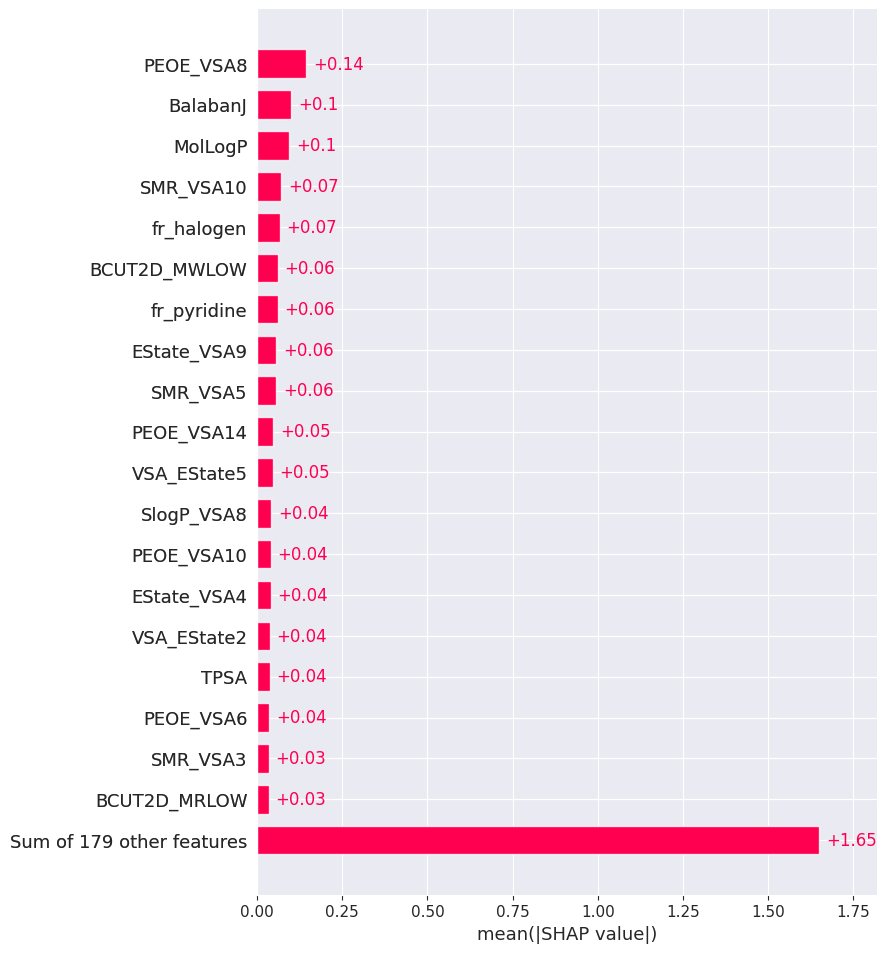 PEOE_VSA8 +0.14
BalabanJ +0.1
MolLogP +0.1
SMR_VSA10 +0.07
fr_halogen +0.07
BCUT2D_MWLOW +0.06
fr_pyridine +0.06
EState_VSA9 +0.06
SMR_VSA5 +0.06
PEOE_VSA14 +0.05
VSA_EState5 +0.05
SlogP_VSA8 +0.04
PEOE_VSA10 +0.04
EState_VSA4 +0.04
VSA_EState2 +0.04
TPSA +0.04
PEOE_VSA6 +0.04
SMR_VSA3 +0.03
BCUT2D_MRLOW +0.03
Sum of 179 other features +1.65
0.00 0.25 0.50 0.75 1.00 1.25 1.50 1.75
mean(|SHAP value|)